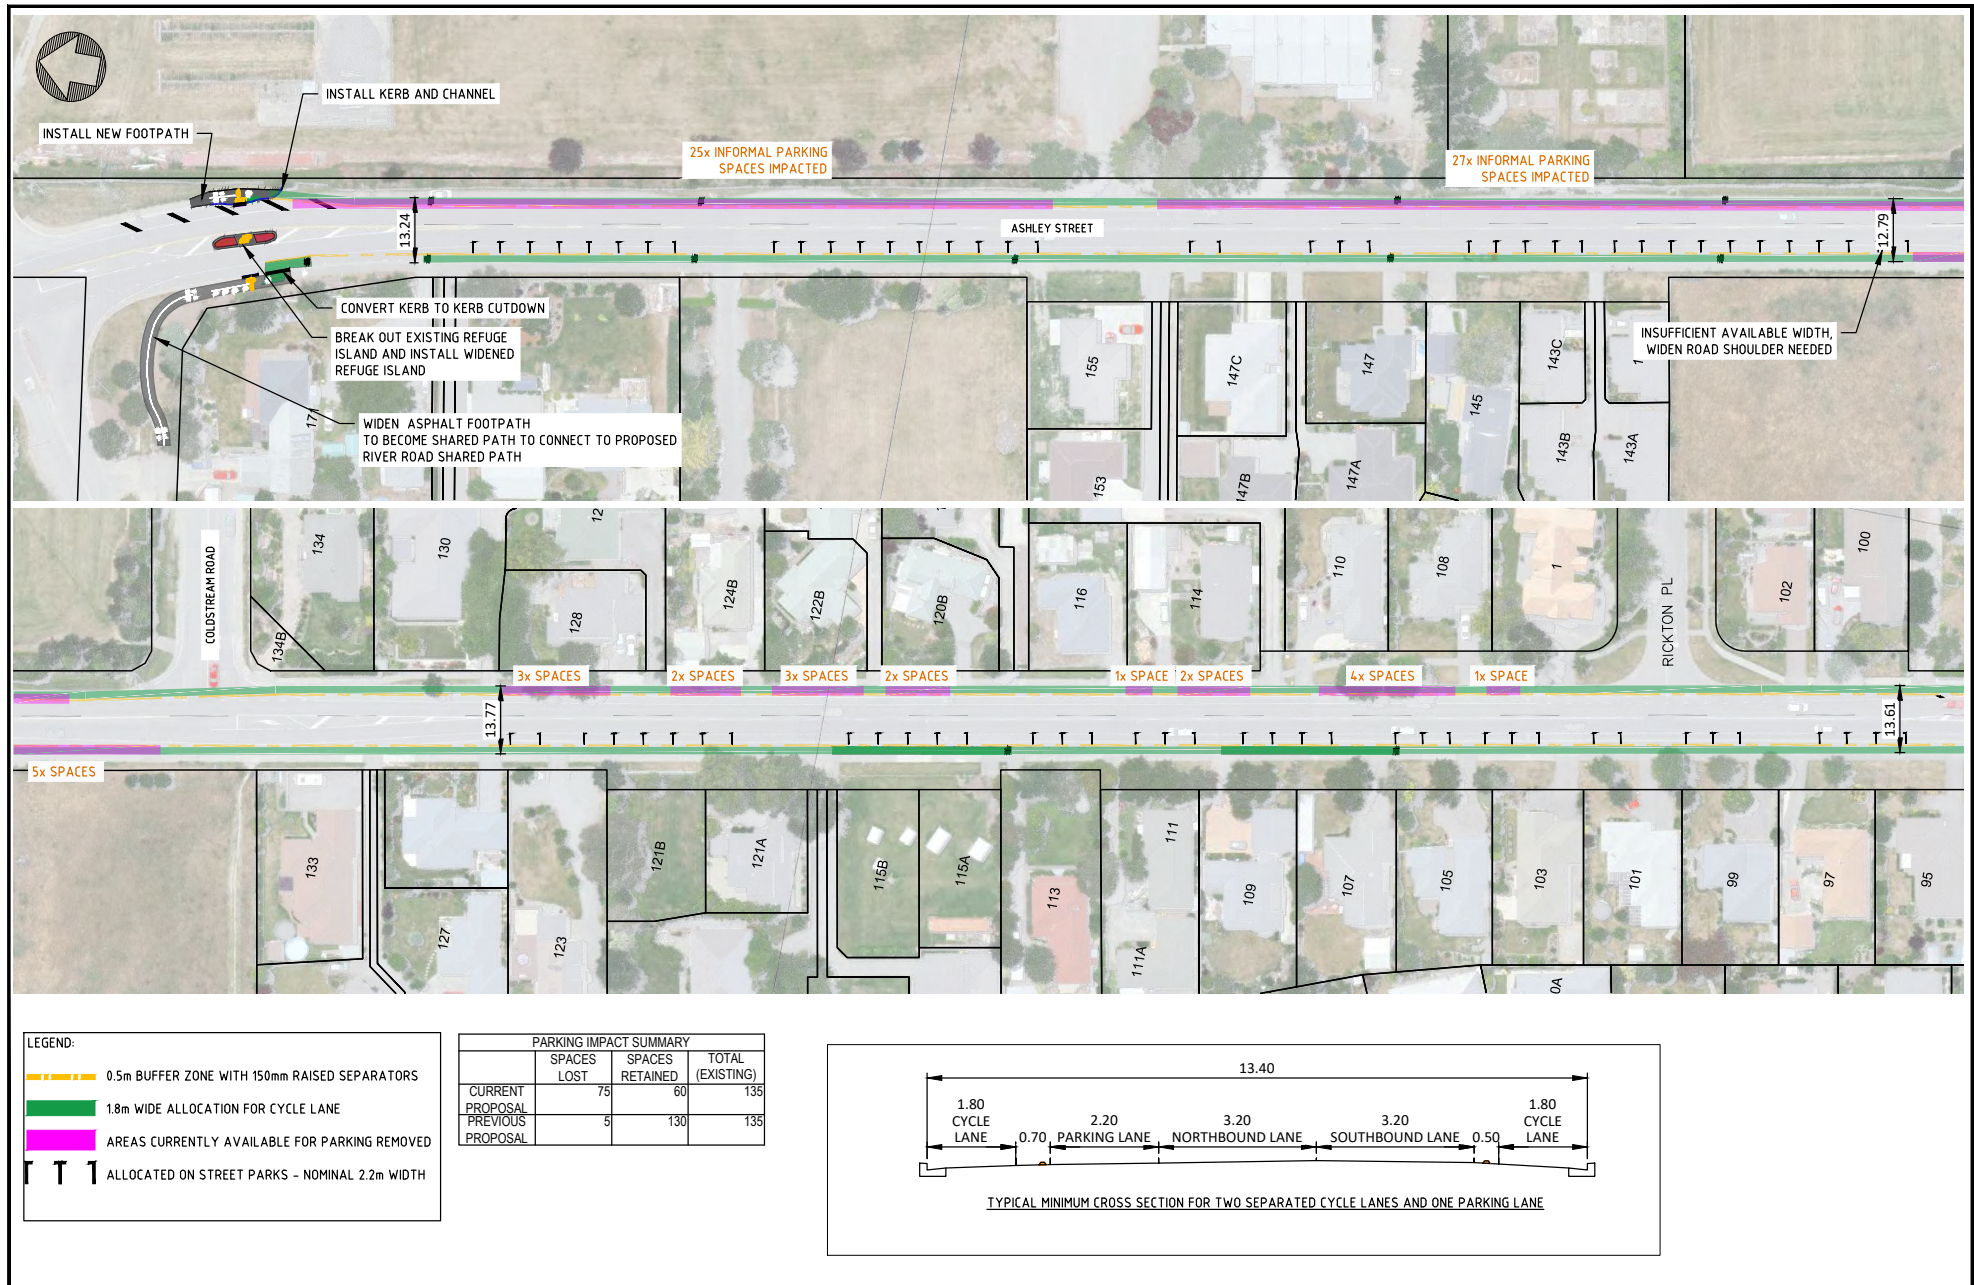 INSTALL KERB AND CHANNEL
INSTALL NEW FOOTPATH
25x INFORMAL PARKING
SPACES IMPACTED
27x INFORMAL PARKING
SPACES IMPACTED
13.24
ASHLEY STREET
12.79
CONVERT KERB TO KERB CUTDOWN
BREAK OUT EXISTING REFUGE
ISLAND AND INSTALL WIDENED
REFUGE ISLAND
INSUFFICIENT AVAILABLE WIDTH,
WIDEN ROAD SHOULDER NEEDED
WIDEN ASPHALT FOOTPATH
TO BECOME SHARED PATH TO CONNECT TO PROPOSED
RIVER ROAD SHARED PATH
171
155
153
147C
147B
147
147A
145
143C
143B
143A
COLDSTREAM ROAD
134
134B
130
128
124B
122B
120B
116
114
110
108
1
RICKTON PL
102
100
3x SPACES
2x SPACES
3x SPACES
2x SPACES
1x SPACE
2x SPACES
4x SPACES
1x SPACE
13.77
13.61
5x SPACES
133
127
123
121B
121A
115B
115A
113
111
111A
109
107
105
103
101
99
97
95
0A
LEGEND:
0.5m BUFFER ZONE WITH 150mm RAISED SEPARATORS
1.8m WIDE ALLOCATION FOR CYCLE LANE
AREAS CURRENTLY AVAILABLE FOR PARKING REMOVED
ALLOCATED ON STREET PARKS - NOMINAL 2.2m WIDTH
PARKING IMPACT SUMMARY
SPACES LOST
SPACES RETAINED
TOTAL (EXISTING)
CURRENT PROPOSAL 75 60 135
PREVIOUS PROPOSAL 5 130 135
13.40
1.80 CYCLE LANE
0.70
2.20 PARKING LANE
3.20 NORTHBOUND LANE
3.20 SOUTHBOUND LANE
0.50
1.80 CYCLE LANE
TYPICAL MINIMUM CROSS SECTION FOR TWO SEPARATED CYCLE LANES AND ONE PARKING LANE